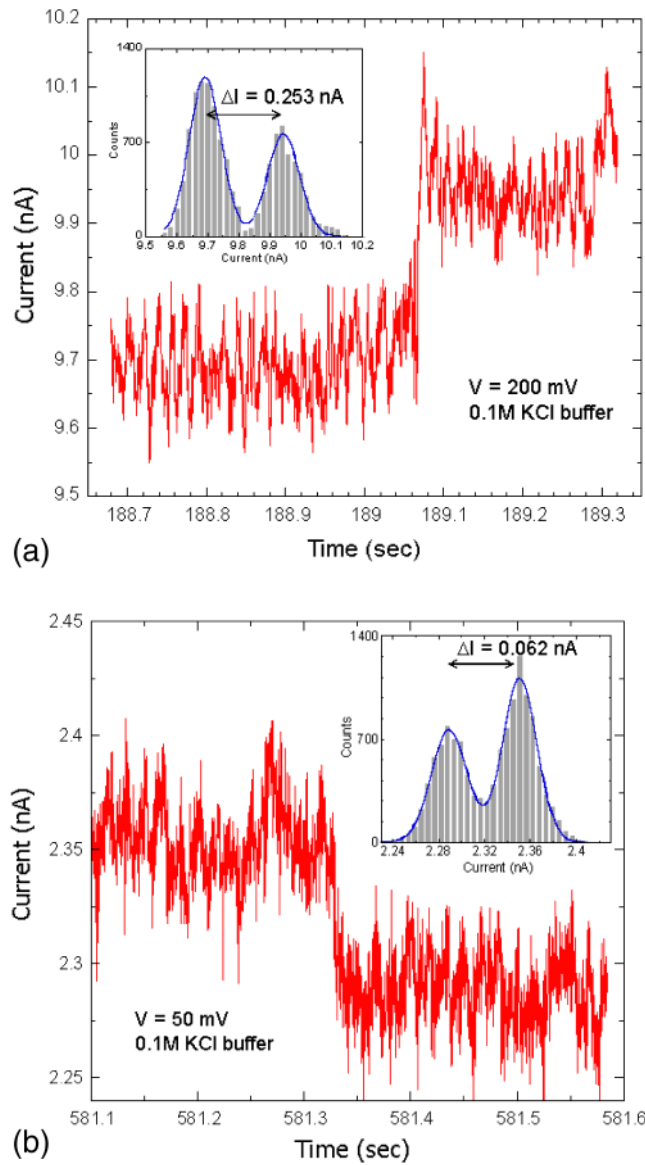 10.2
10.1
10
9.9
9.8
9.7
9.6
9.5
Current (nA)
1400
700
0
Counts
ΔI = 0.253 nA
9.5 9.6 9.7 9.8 9.9 10 10.1 10.2
Current (nA)
V = 200 mV
0.1M KCl buffer
188.7 188.8 188.9 189 189.1 189.2 189.3
(a)
Time (sec)
2.45
2.4
2.35
2.3
2.25
Current (nA)
1400
700
0
Counts
ΔI = 0.062 nA
2.24 2.28 2.32 2.36 2.4
Current (nA)
V = 50 mV
0.1M KCl buffer
581.1 581.2 581.3 581.4 581.5 581.6
(b)
Time (sec)